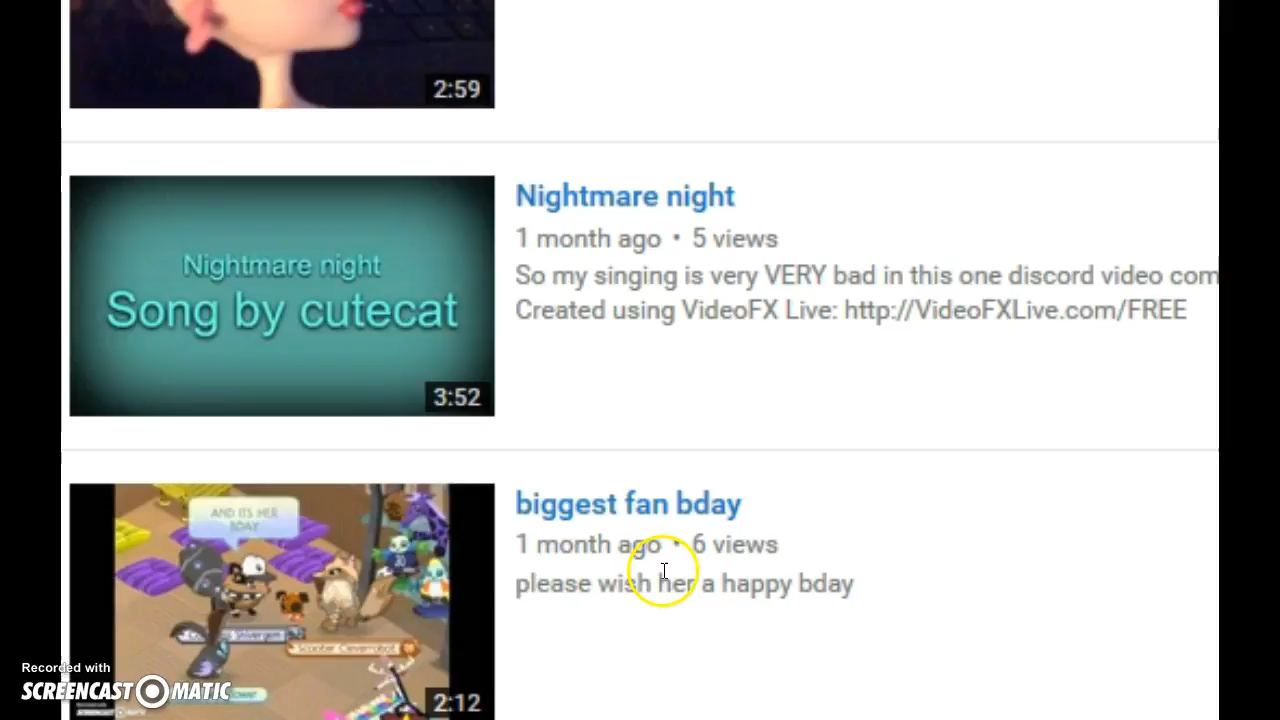 2:59
Nightmare night
1 month ago • 5 views
So my singing is very VERY bad in this one discord video com
Created using VideoFX Live: http://VideoFXLive.com/FREE
Nightmare night
Song by cutecat
3:52
biggest fan bday
1 month ago • 6 views
please wish her a happy bday
AND ITS HER
BDAY
2:12
Recorded with
SCREENCAST O MATIC